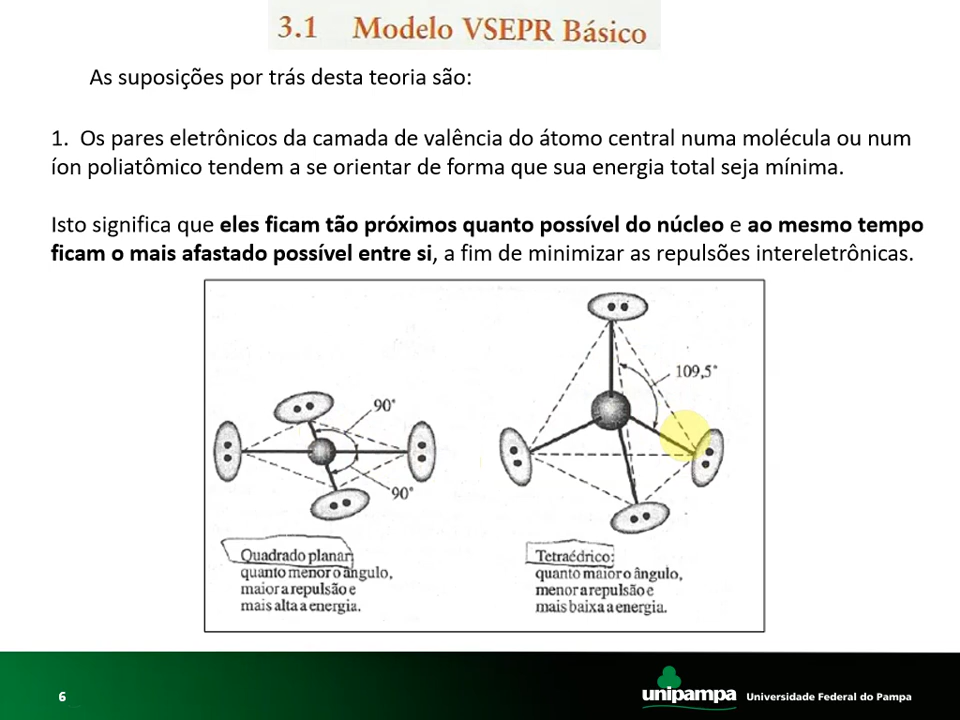 3.1 Modelo VSEPR Básico
As suposições por trás desta teoria são:
1. Os pares eletrônicos da camada de valência do átomo central numa molécula ou num
íon poliatômico tendem a se orientar de forma que sua energia total seja mínima.
Isto significa que eles ficam tão próximos quanto possível do núcleo e ao mesmo tempo
ficam o mais afastado possível entre si, a fim de minimizar as repulsões intereletrônicas.
90°
90°
Quadrado planar:
quanto menor o ângulo,
maior a repulsão e
mais alta a energia.
109,5°
Tetraédrico:
quanto maior o ângulo,
menor a repulsão e
mais baixa a energia.
6
unipampa
Universidade Federal do Pampa